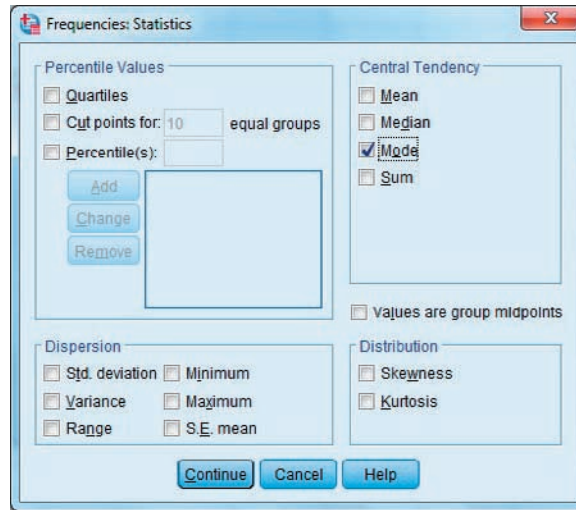 Frequencies: Statistics
Percentile Values
Quartiles
Cut points for: 10 equal groups
Percentile(s):
Add
Change
Remove
Central Tendency
Mean
Median
Mode
Sum
Values are group midpoints
Dispersion
Std. deviation Minimum
Variance Maximum
Range S.E. mean
Distribution
Skewness
Kurtosis
Continue Cancel Help